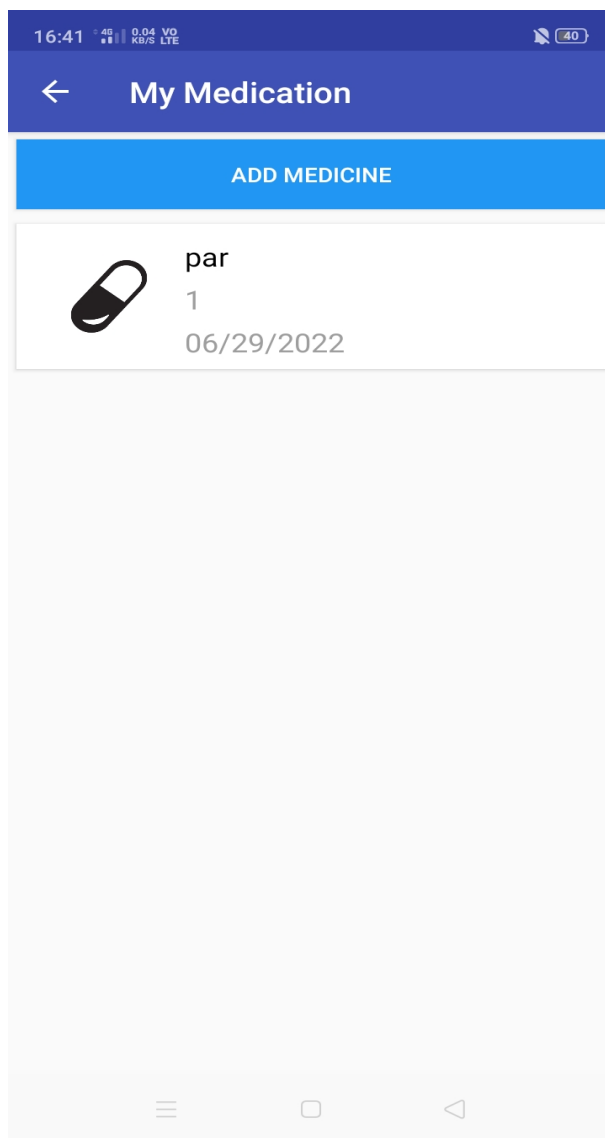 16:41 4G 0.04 KB/S VO LTE 40
My Medication
ADD MEDICINE
par
1
06/29/2022